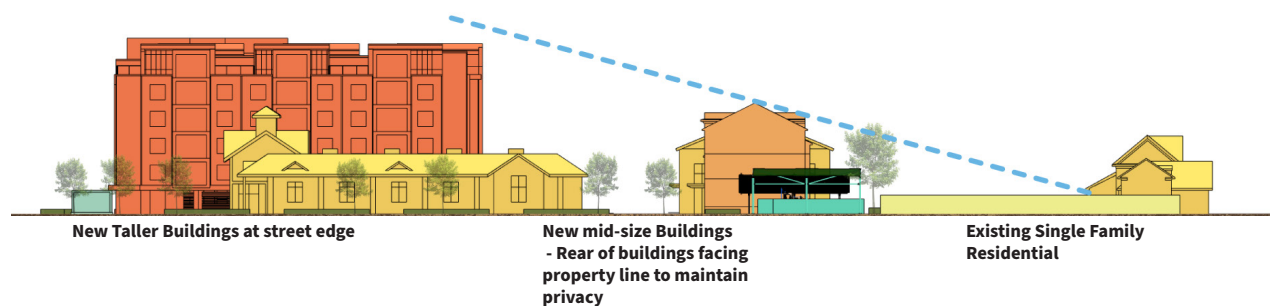 New Taller Buildings at street edge
New mid-size Buildings
- Rear of buildings facing
property line to maintain
privacy
Existing Single Family
Residential